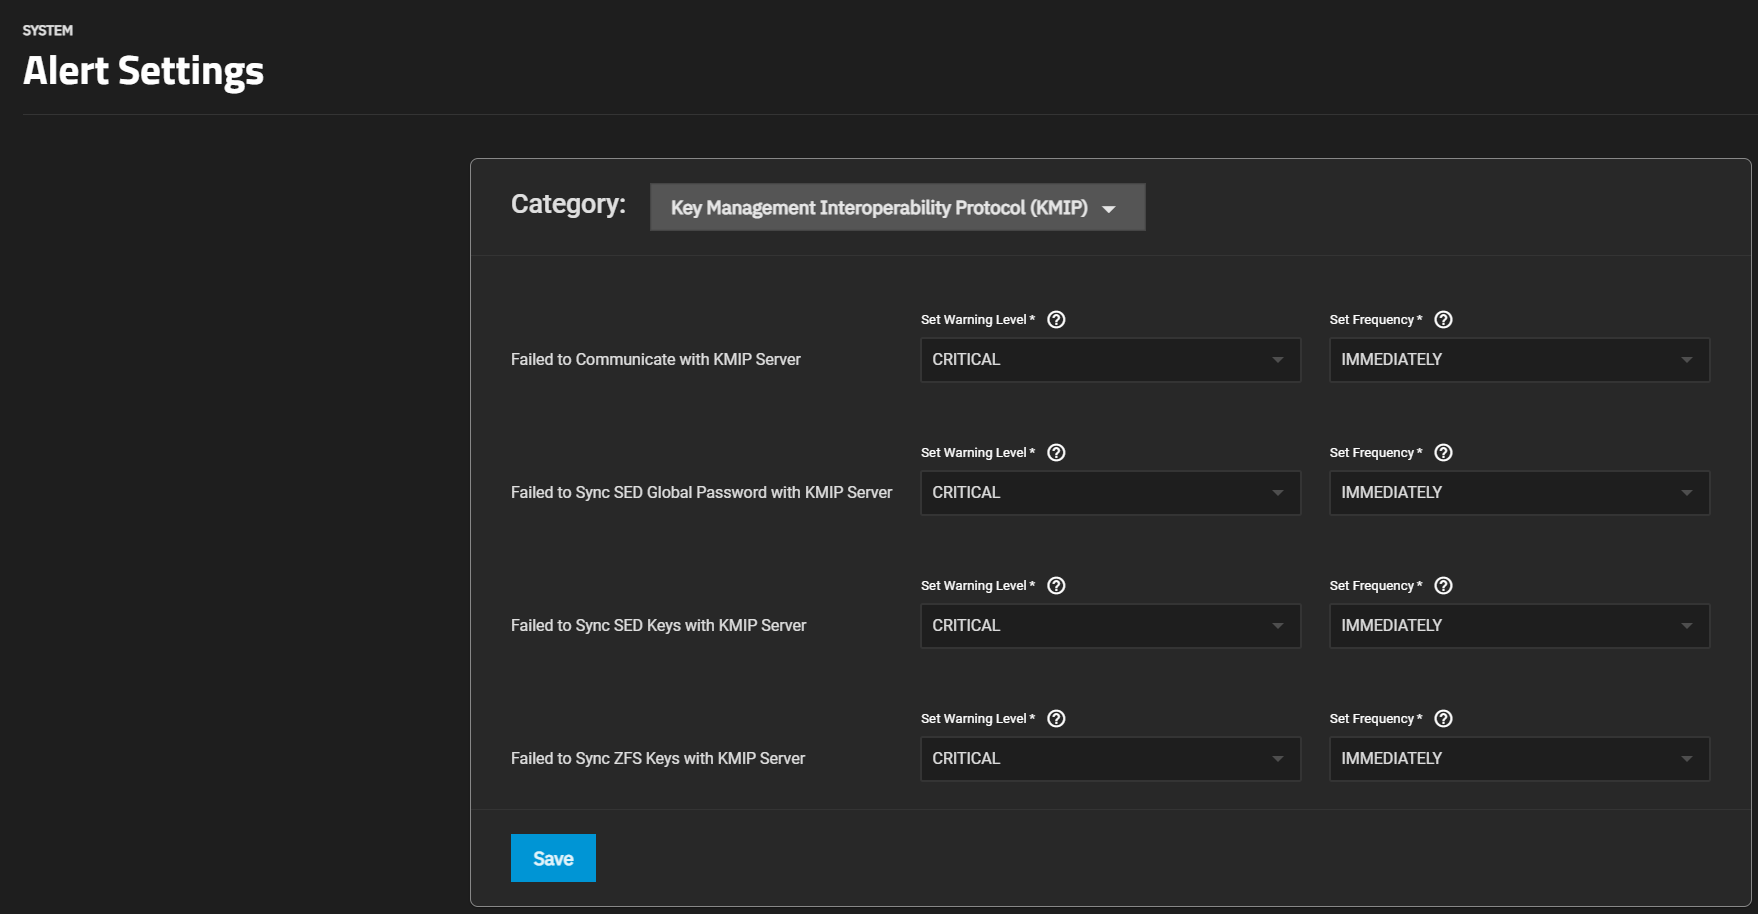 SYSTEM
Alert Settings
Category: Key Management Interoperability Protocol (KMIP)
Set Warning Level * Set Frequency *
Failed to Communicate with KMIP Server CRITICAL IMMEDIATELY
Set Warning Level * Set Frequency *
Failed to Sync SED Global Password with KMIP Server CRITICAL IMMEDIATELY
Set Warning Level * Set Frequency *
Failed to Sync SED Keys with KMIP Server CRITICAL IMMEDIATELY
Set Warning Level * Set Frequency *
Failed to Sync ZFS Keys with KMIP Server CRITICAL IMMEDIATELY
Save